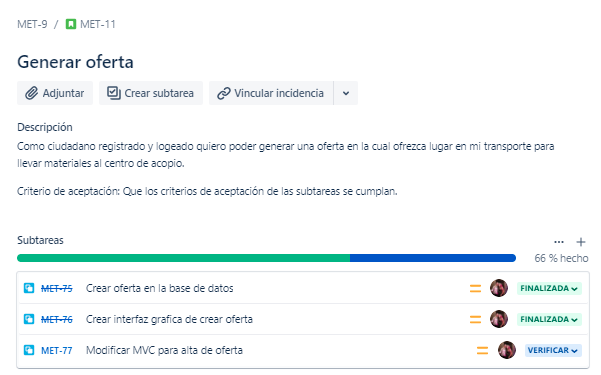 MET-9 / MET-11
Generar oferta
Adjuntar Crear subtarea Vincular incidencia
Descripción
Como ciudadano registrado y logeado quiero poder generar una oferta en la cual ofrezca lugar en mi transporte para
llevar materiales al centro de acopio.
Criterio de aceptación: Que los criterios de aceptación de las subtareas se cumplan.
Subtareas
66 % hecho
MET-75 Crear oferta en la base de datos FINALIZADA
MET-76 Crear interfaz grafica de crear oferta FINALIZADA
MET-77 Modificar MVC para alta de oferta VERIFICAR